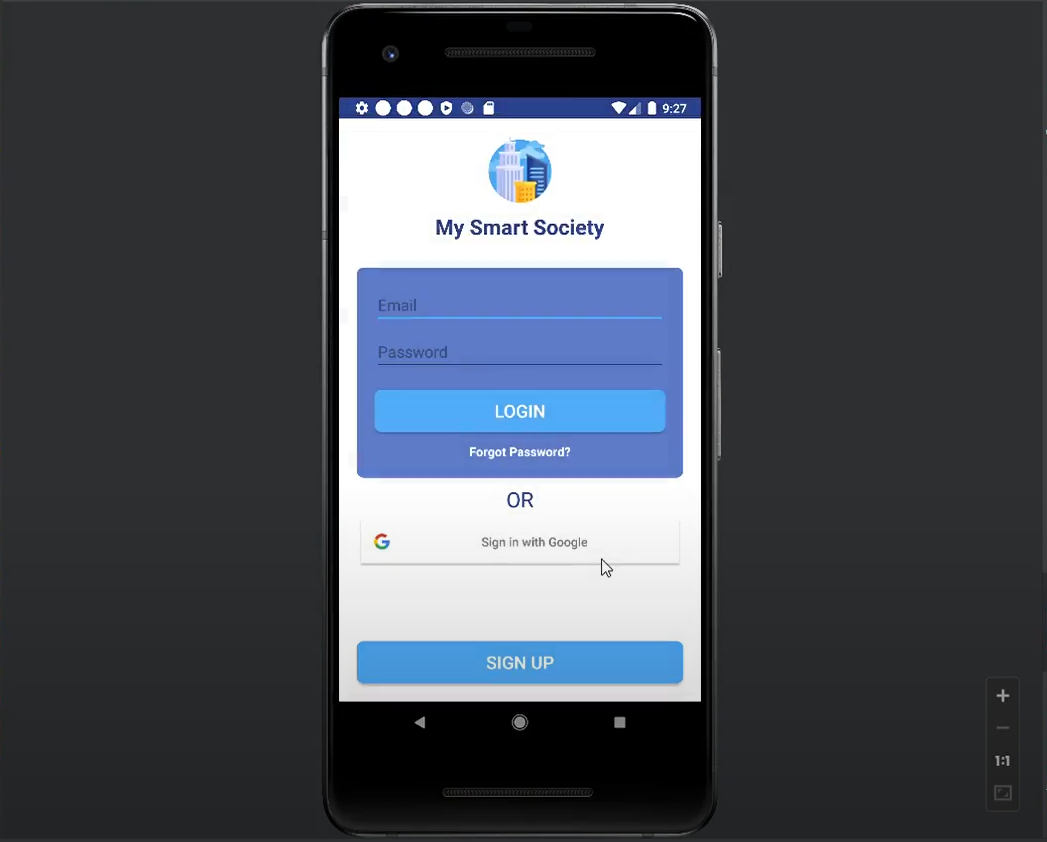 9:27
My Smart Society
Email
Password
LOGIN
Forgot Password?
OR
Sign in with Google
SIGN UP
1:1